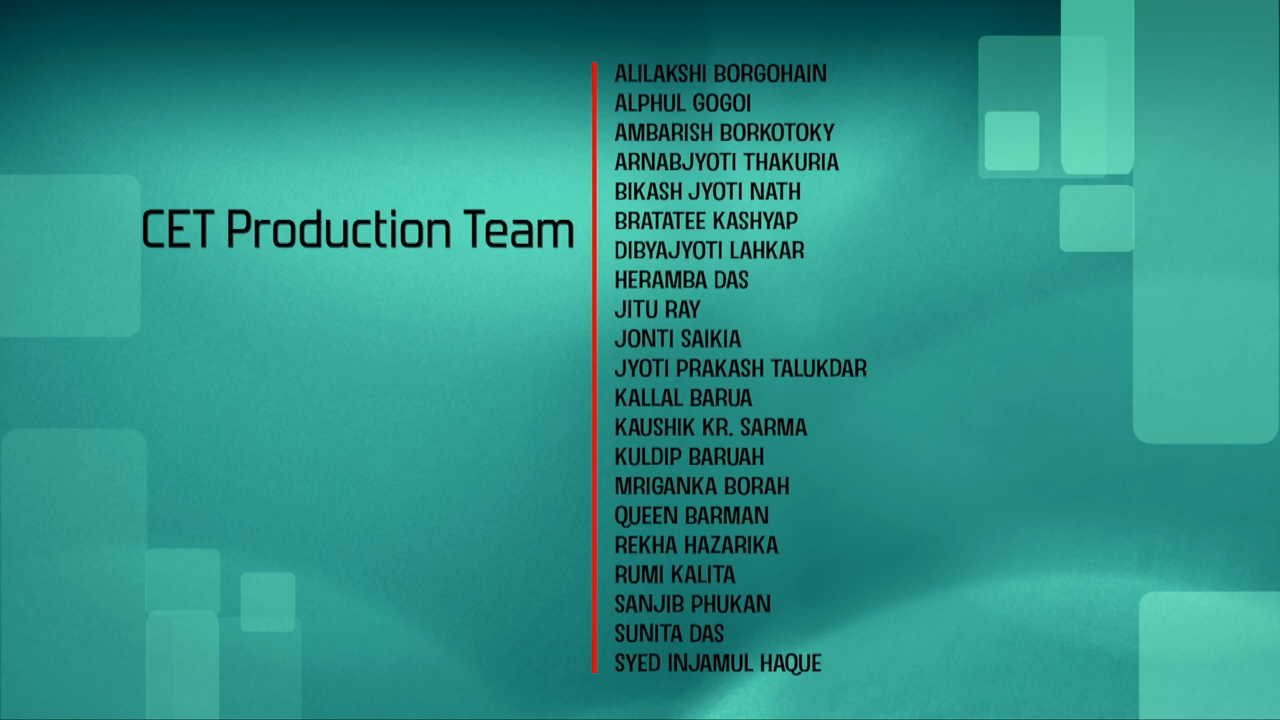 CET Production Team
ALILAKSHI BORGOHAIN
ALPHUL GOGOI
AMBARISH BORKOTOKY
ARNABJYOTI THAKURIA
BIKASH JYOTI NATH
BRATATEE KASHYAP
DIBYAJYOTI LAHKAR
HERAMBA DAS
JITU RAY
JONTI SAIKIA
JYOTI PRAKASH TALUKDAR
KALLAL BARUA
KAUSHIK KR. SARMA
KULDIP BARUAH
MRIGANKA BORAH
QUEEN BARMAN
REKHA HAZARIKA
RUMI KALITA
SANJIB PHUKAN
SUNITA DAS
SYED INJAMUL HAQUE